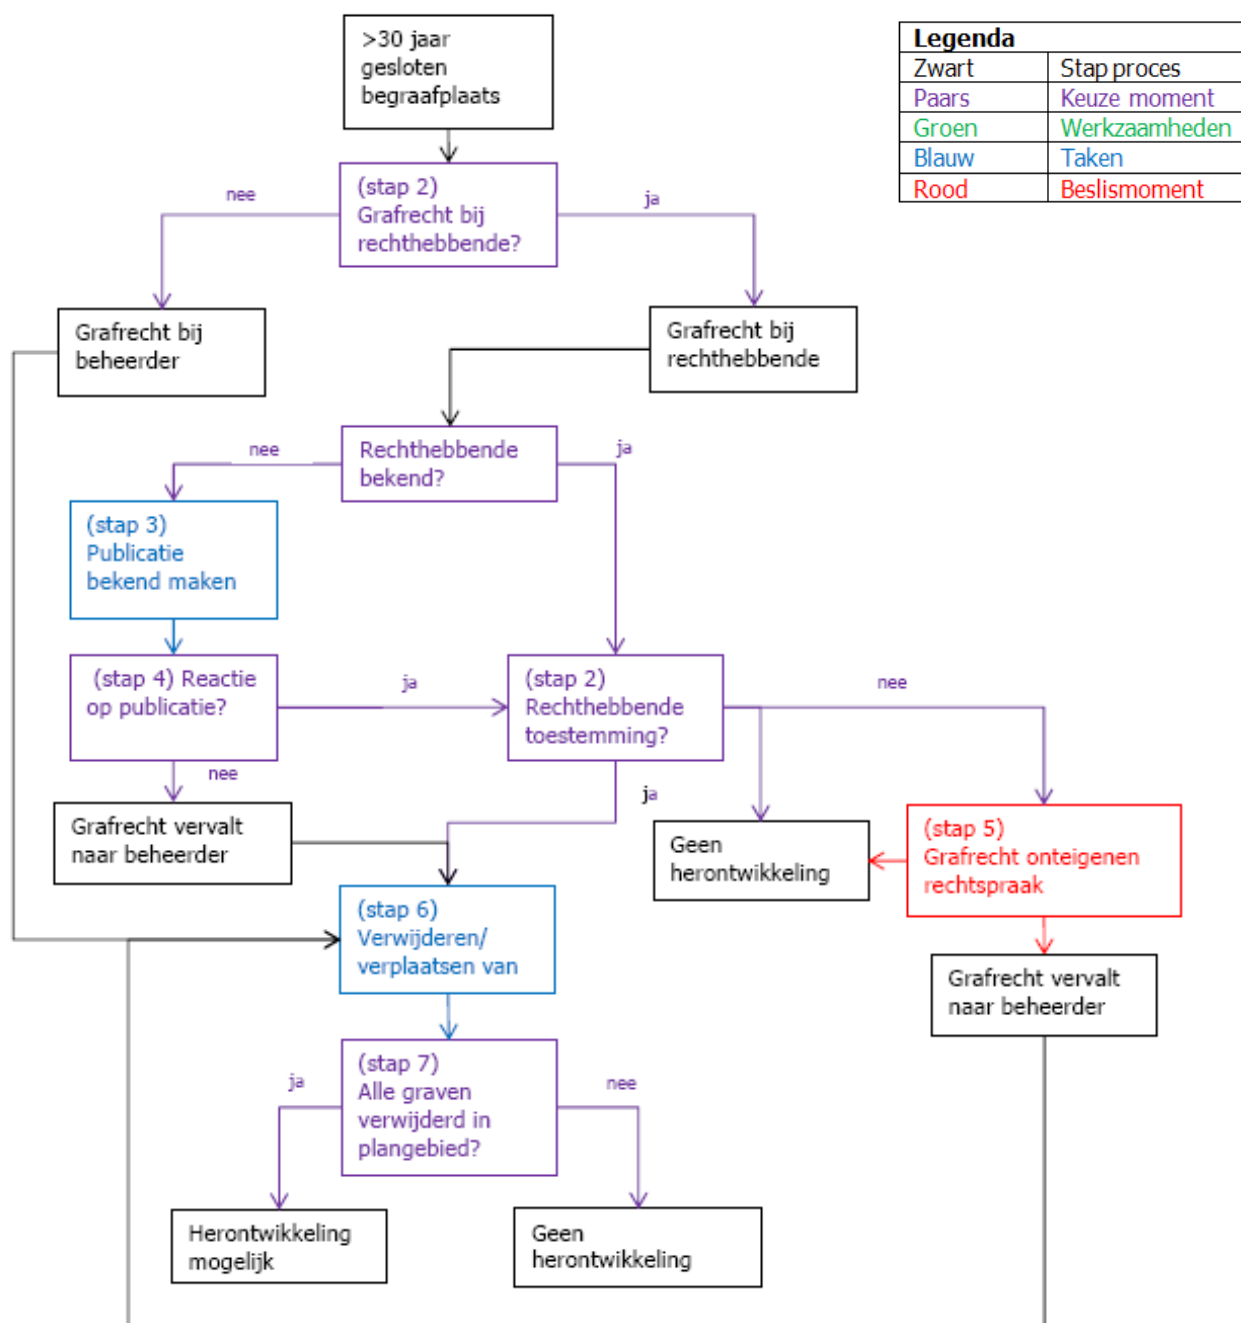 >30 jaar
gesloten
begraafplaats
Legenda
Zwart Stap proces
Paars Keuze moment
Groen Werkzaamheden
Blauw Taken
Rood Beslismoment
nee
(stap 2)
Grafrecht bij
rechthebbende?
ja
Grafrecht bij
beheerder
Grafrecht bij
rechthebbende
nee
Rechthebbende
bekend?
ja
(stap 3)
Publicatie
bekend maken
(stap 4) Reactie
op publicatie?
ja
(stap 2)
Rechthebbende
toestemming?
nee
nee
ja
Grafrecht vervalt
naar beheerder
Geen
herontwikkeling
(stap 5)
Grafrecht onteigenen
rechtspraak
(stap 6)
Verwijderen/
verplaatsen van
Grafrecht vervalt
naar beheerder
ja
(stap 7)
Alle graven
verwijderd in
plangebied?
nee
Herontwikkeling
mogelijk
Geen
herontwikkeling